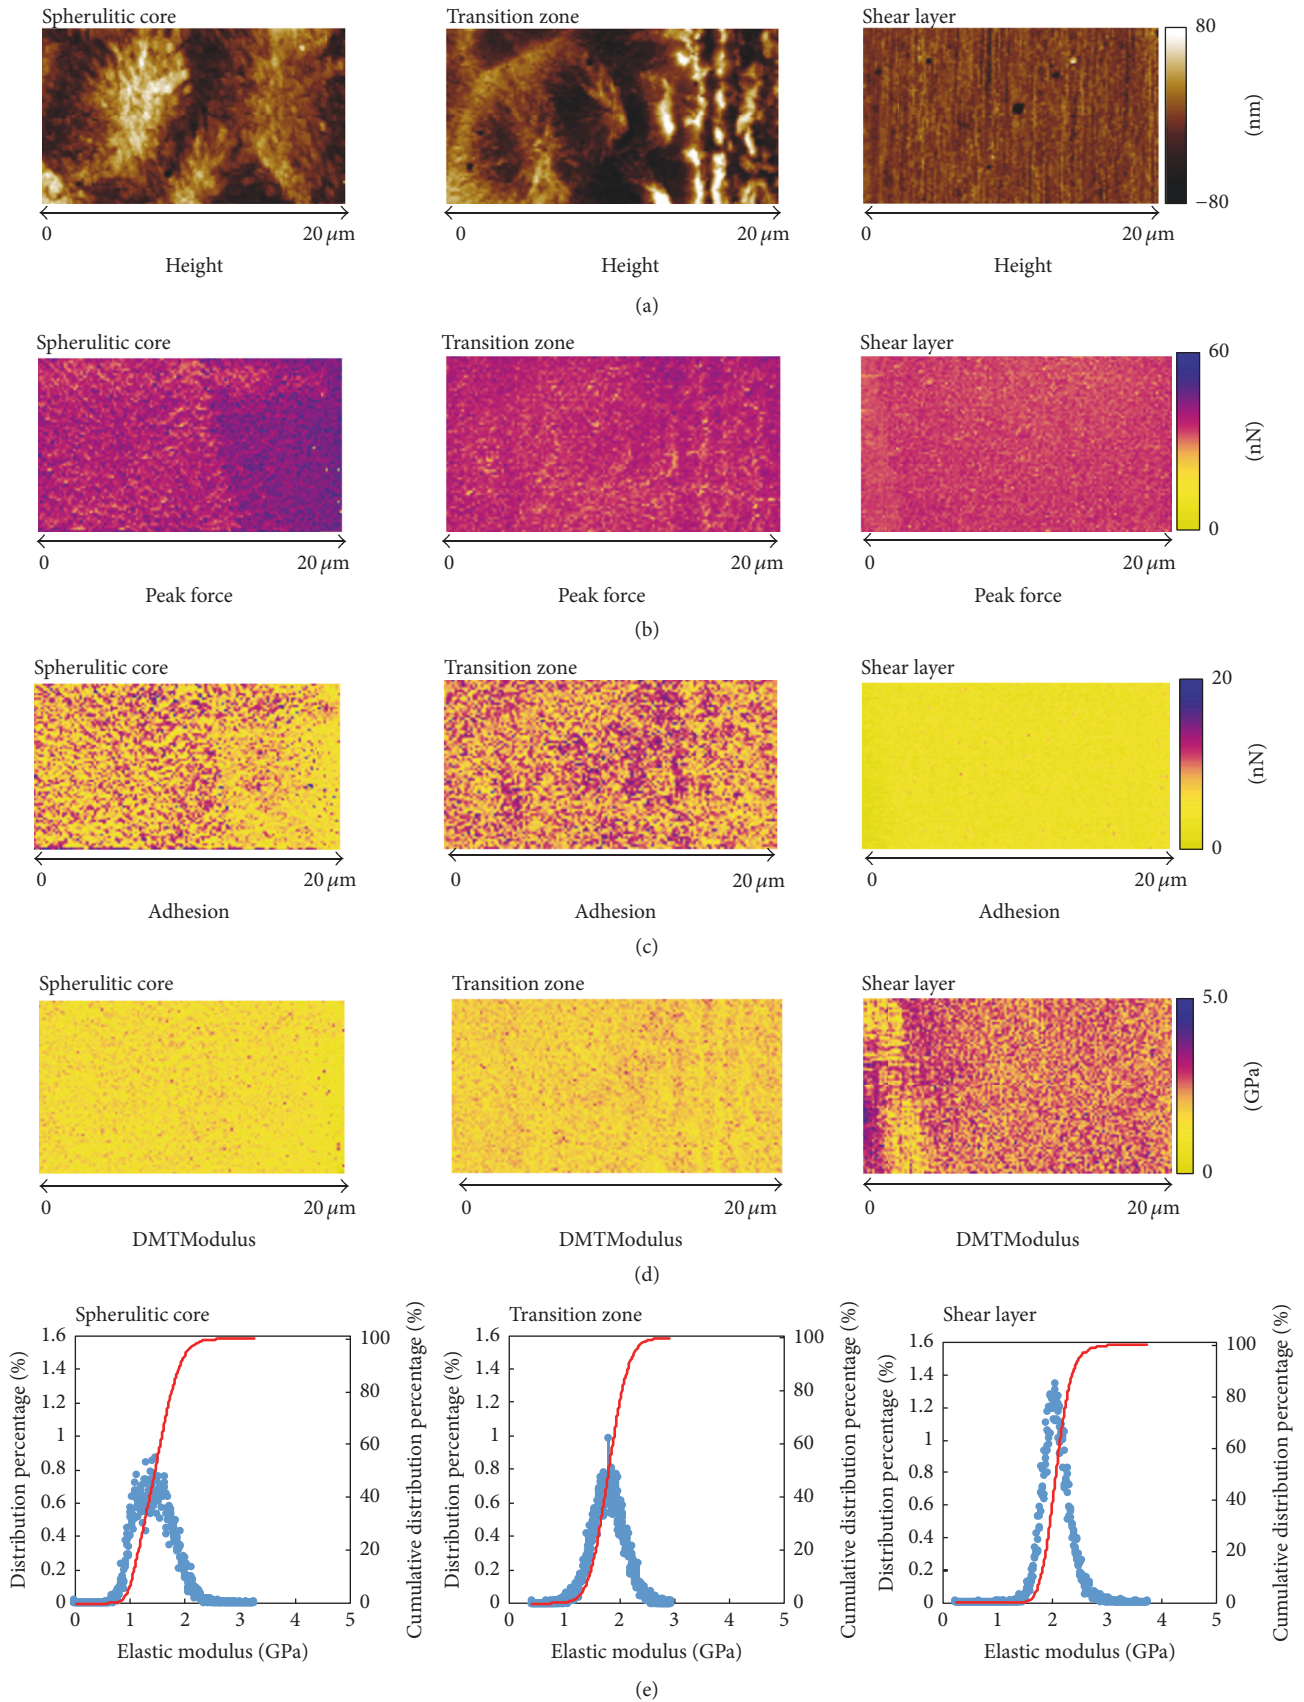 Spherulitic core
Transition zone
Shear layer
80
(nm)
−80
0 20 μm
0 20 μm
0 20 μm
Height
Height
Height
(a)
Spherulitic core
Transition zone
Shear layer
60
(nN)
0
0 20 μm
0 20 μm
0 20 μm
Peak force
Peak force
Peak force
(b)
Spherulitic core
Transition zone
Shear layer
20
(nN)
0
0 20 μm
0 20 μm
0 20 μm
Adhesion
Adhesion
Adhesion
(c)
Spherulitic core
Transition zone
Shear layer
5.0
(GPa)
0
0 20 μm
0 20 μm
0 20 μm
DMTModulus
DMTModulus
DMTModulus
(d)
Spherulitic core
Distribution percentage (%)
1.6
1.4
1.2
1
0.8
0.6
0.4
0.2
0
0 1 2 3 4 5
Elastic modulus (GPa)
100
80
60
40
20
0
Cumulative distribution percentage (%)
Transition zone
Distribution percentage (%)
1.6
1.4
1.2
1
0.8
0.6
0.4
0.2
0
0 1 2 3 4 5
Elastic modulus (GPa)
100
80
60
40
20
0
Cumulative distribution percentage (%)
Shear layer
Distribution percentage (%)
1.6
1.4
1.2
1
0.8
0.6
0.4
0.2
0
0 1 2 3 4 5
Elastic modulus (GPa)
100
80
60
40
20
0
Cumulative distribution percentage (%)
(e)